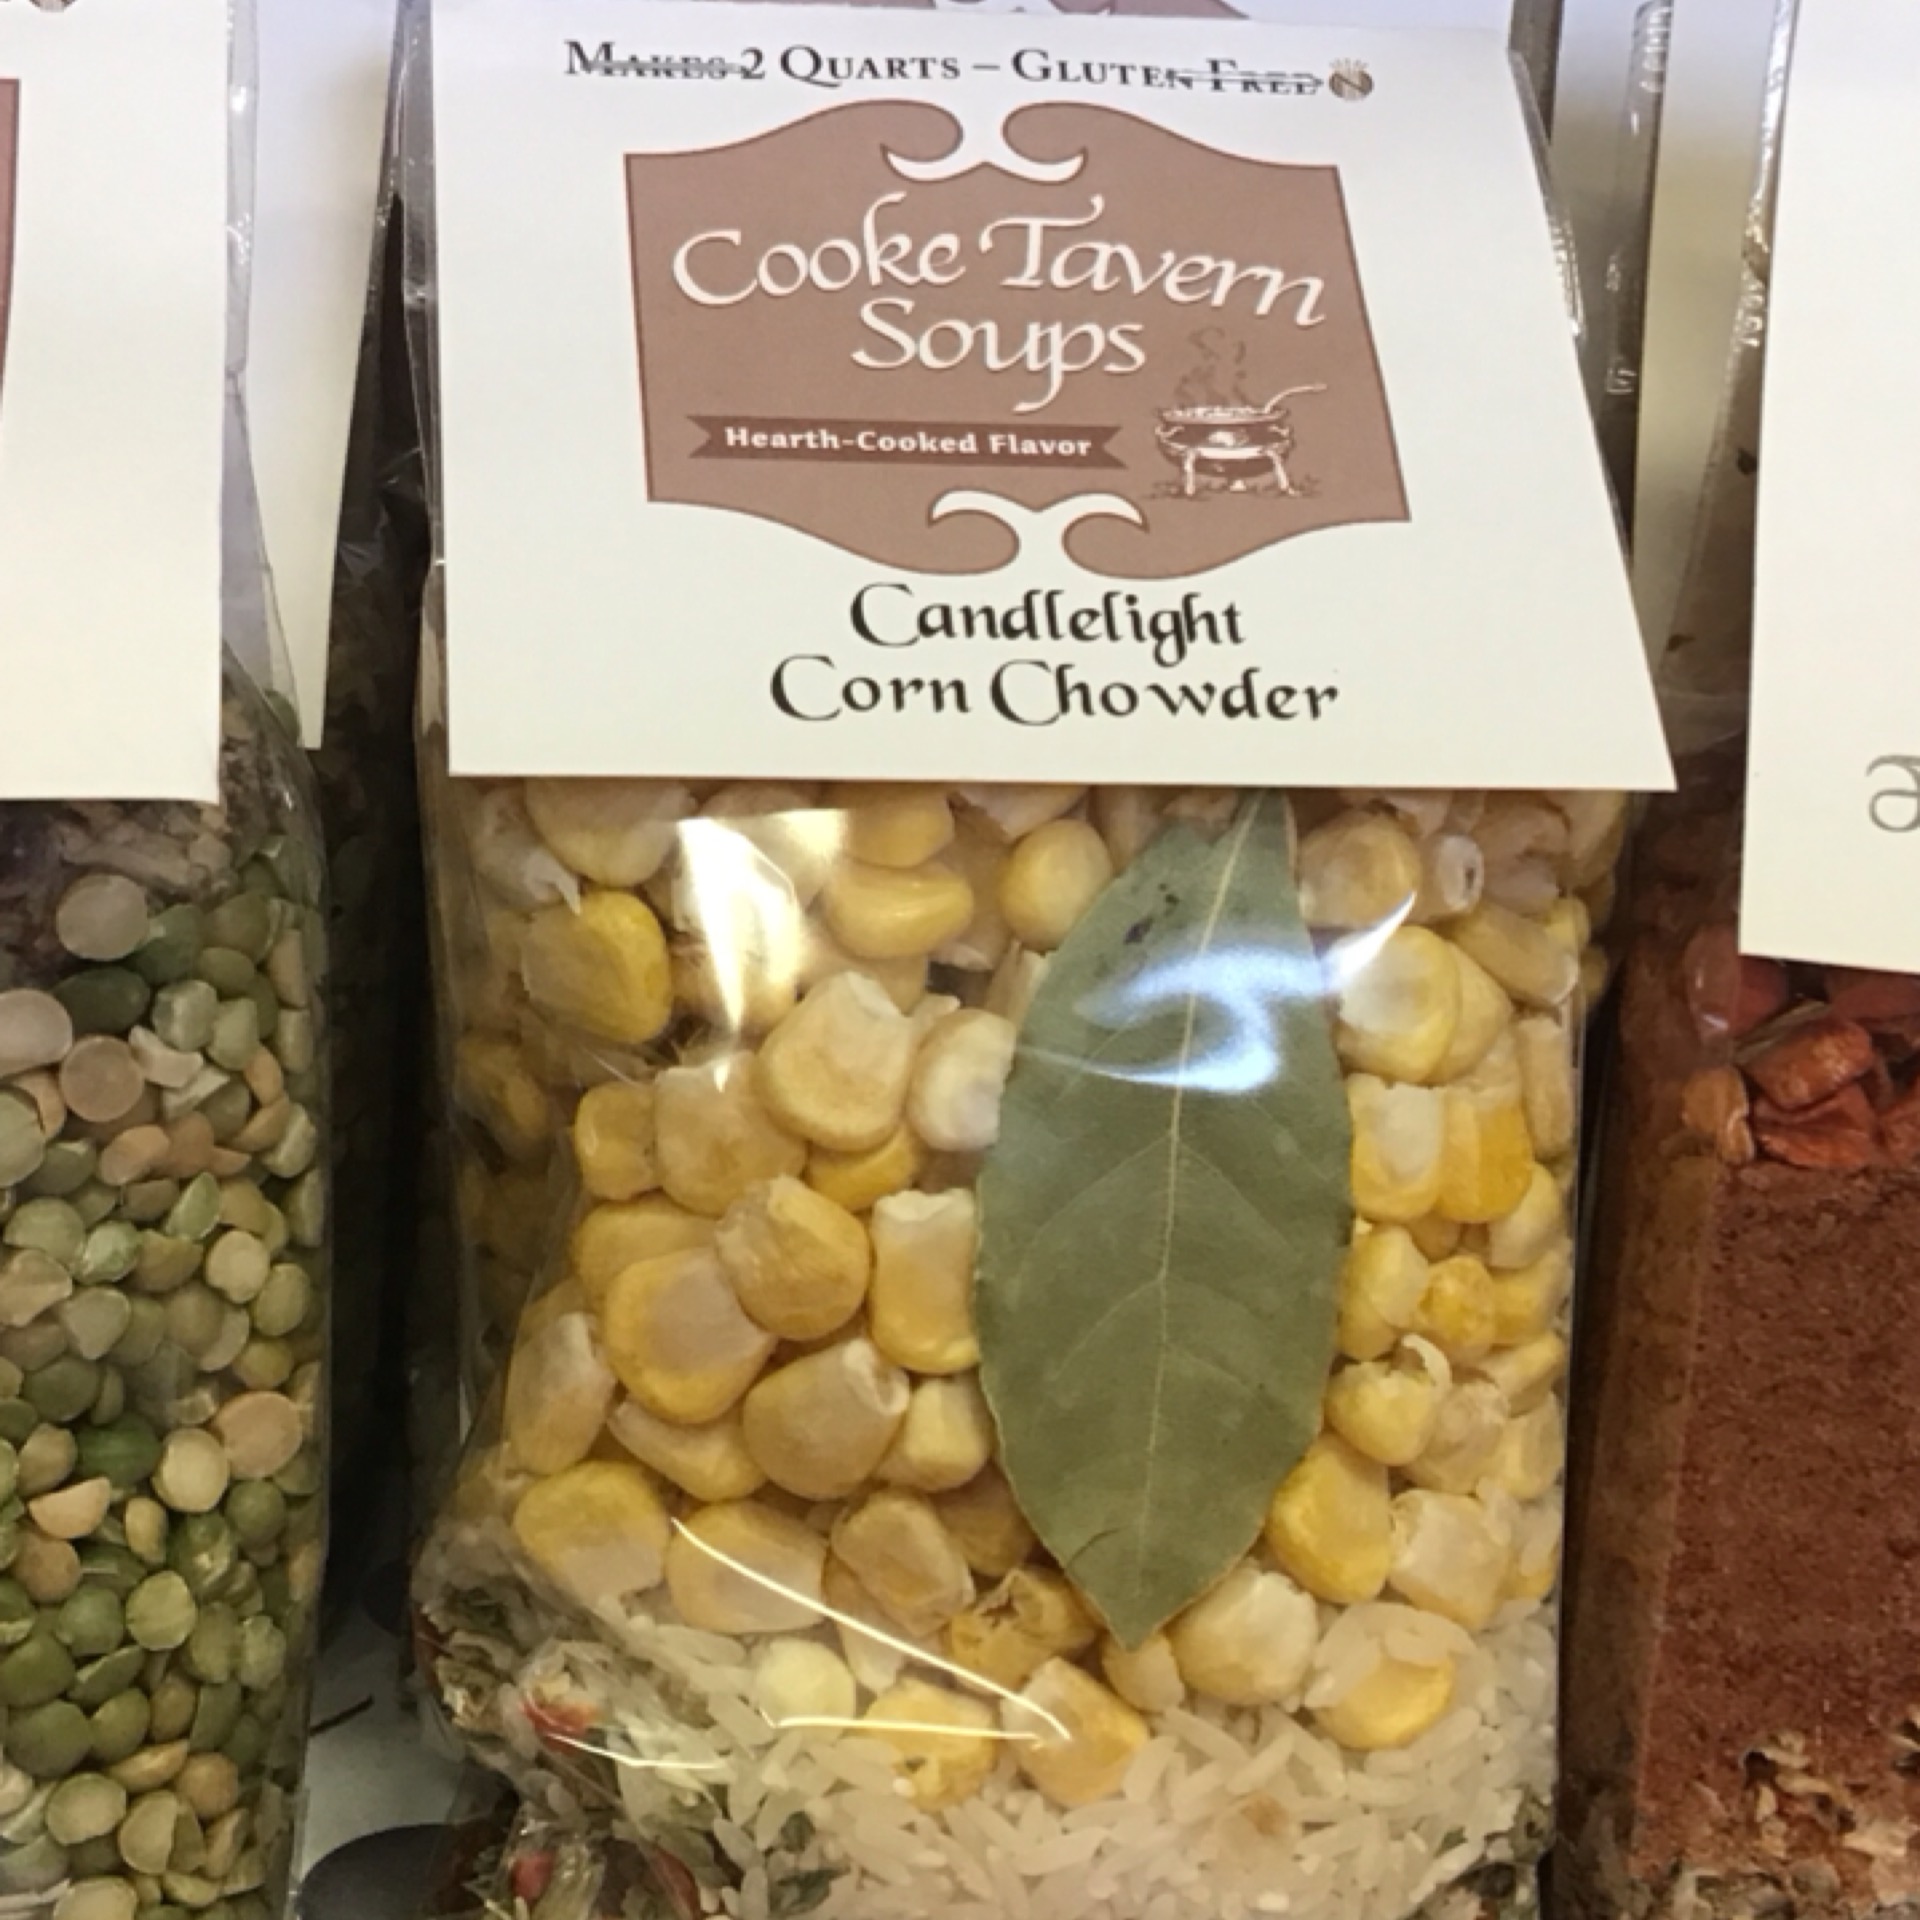 MAKES 2 QUARTS – GLUTEN FREE
Cooke Tavern
Soups
Hearth-Cooked Flavor
Candlelight
Corn Chowder